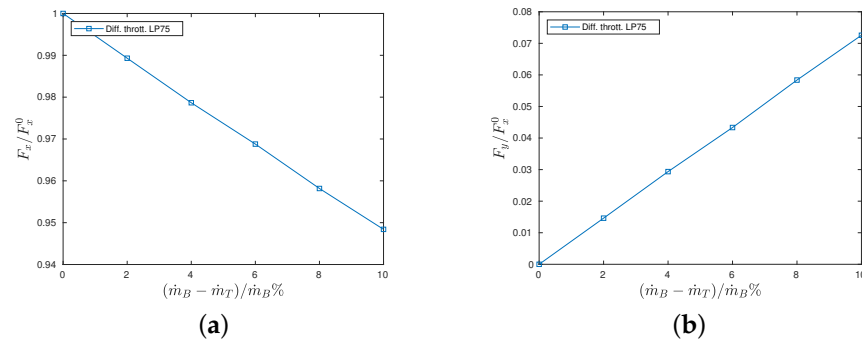 1
0.99
0.98
0.97
0.96
0.95
0.94
F_x/F_x^0
Diff. thrott. LP75
0 2 4 6 8 10
(ṁ_B − ṁ_T)/ṁ_B%
(a)
0.08
0.07
0.06
0.05
0.04
0.03
0.02
0.01
0
F_y/F_x^0
Diff. thrott. LP75
0 2 4 6 8 10
(ṁ_B − ṁ_T)/ṁ_B%
(b)